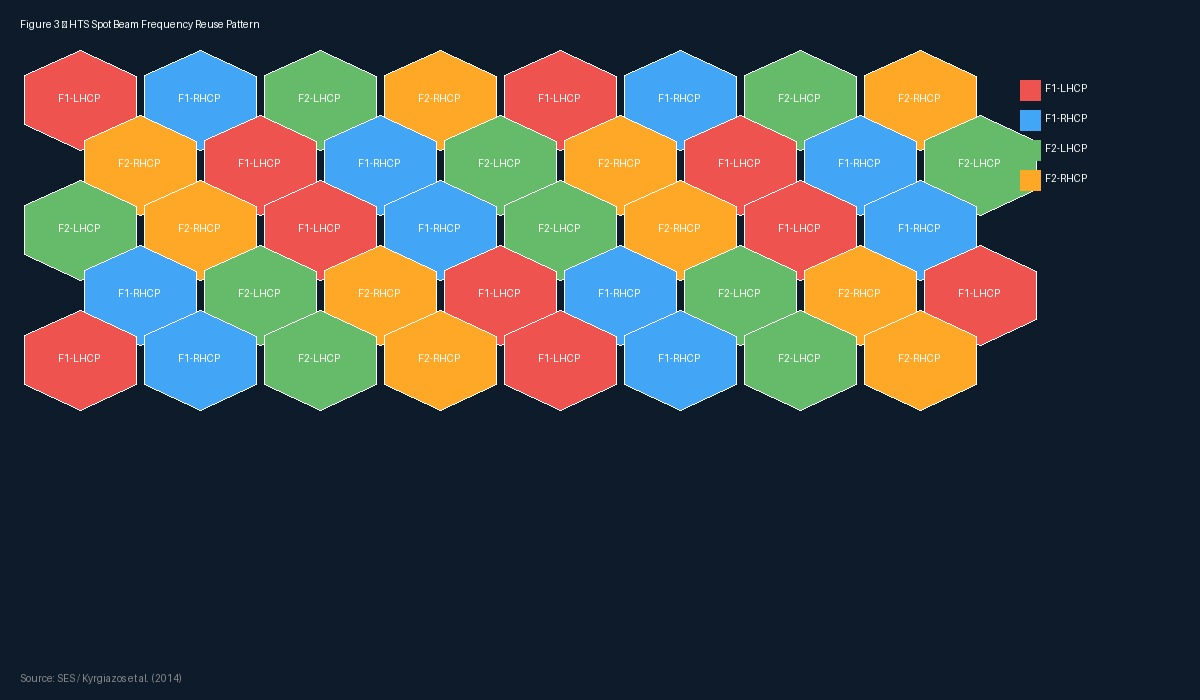 Figure 3 ▯ HTS Spot Beam Frequency Reuse Pattern
F1-LHCP F1-RHCP F2-LHCP F2-RHCP F1-LHCP F1-RHCP F2-LHCP F2-RHCP
F2-RHCP F1-LHCP F1-RHCP F2-LHCP F2-RHCP F1-LHCP F1-RHCP F2-LHCP
F2-LHCP F2-RHCP F1-LHCP F1-RHCP F2-LHCP F2-RHCP F1-LHCP F1-RHCP
F1-RHCP F2-LHCP F2-RHCP F1-LHCP F1-RHCP F2-LHCP F2-RHCP F1-LHCP
F1-LHCP F1-RHCP F2-LHCP F2-RHCP F1-LHCP F1-RHCP F2-LHCP F2-RHCP
F1-LHCP
F1-RHCP
F2-LHCP
F2-RHCP
Source: SES / Kyrgiazos et al. (2014)